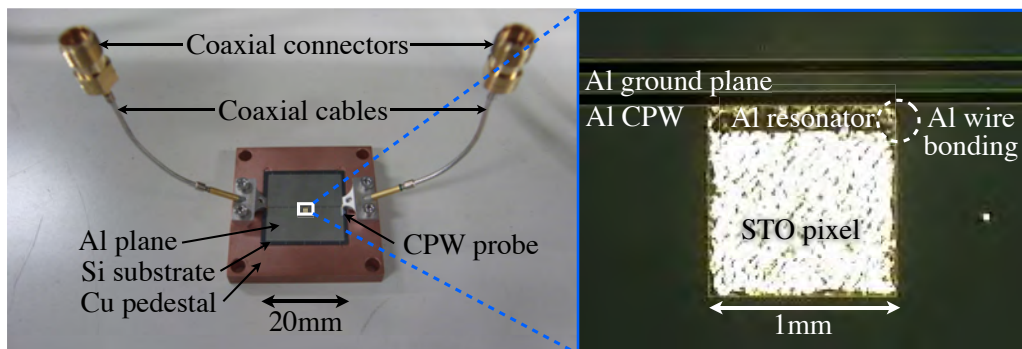 Coaxial connectors
Coaxial cables
Al plane
Si substrate
Cu pedestal
CPW probe
20mm
Al ground plane
Al CPW
Al resonator
Al wire
bonding
STO pixel
1mm